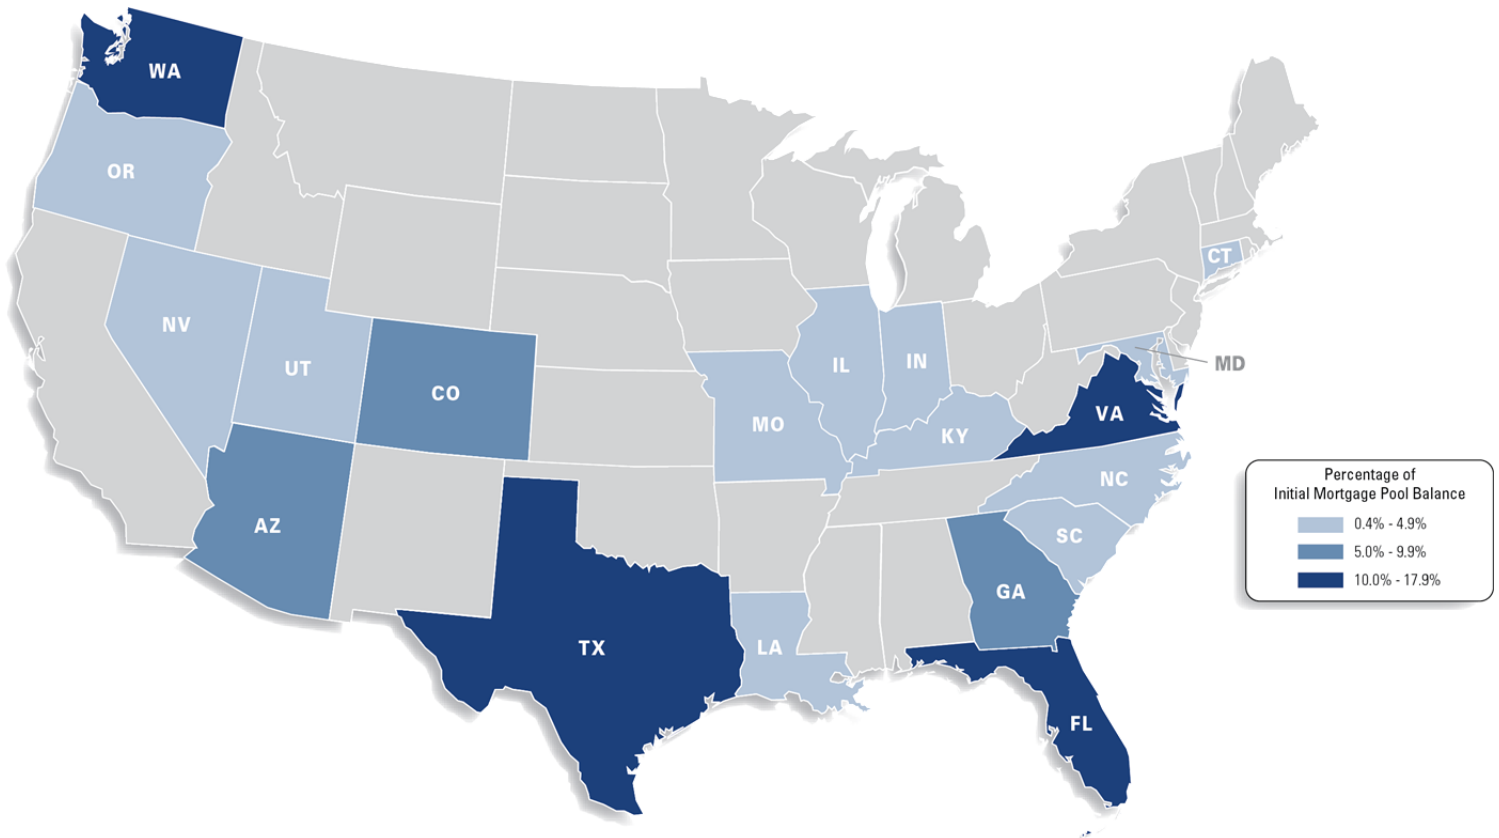 WA
OR
CT
NV
MD
IL
IN
UT
CO
VA
MO
KY
NC
AZ
SC
GA
TX
LA
FL
Percentage of
Initial Mortgage Pool Balance
0.4% - 4.9%
5.0% - 9.9%
10.0% - 17.9%